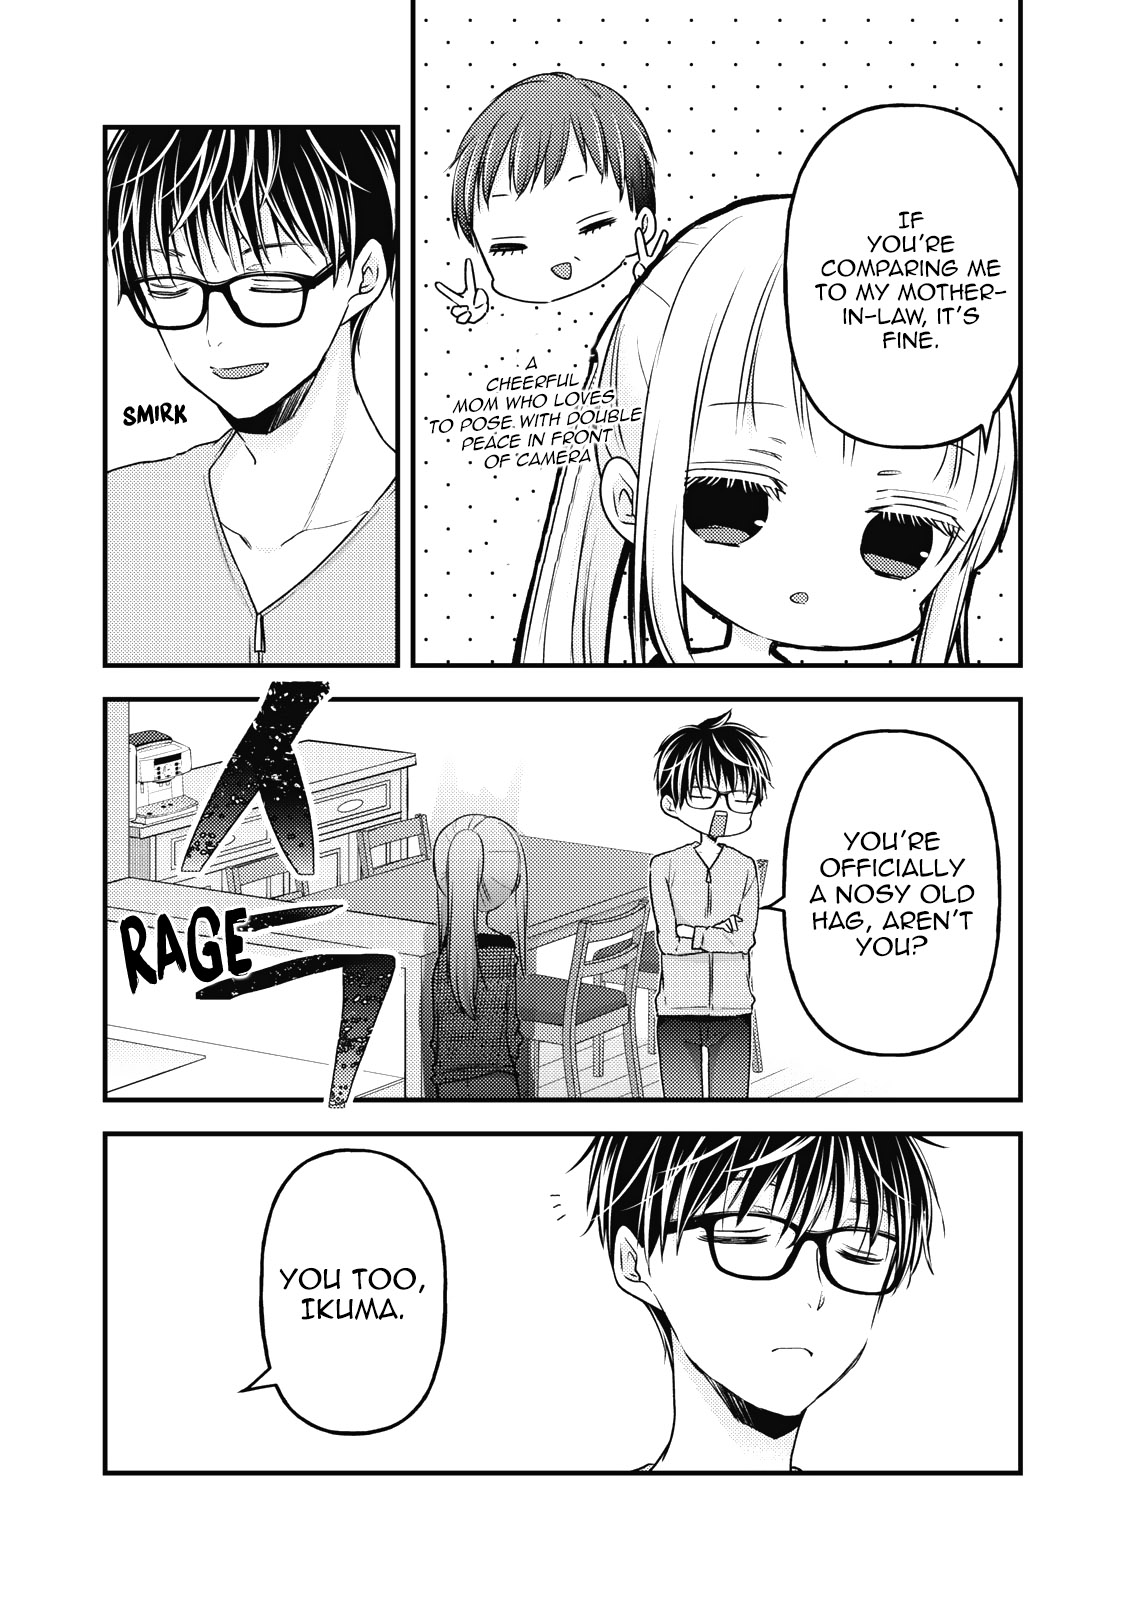 IF
YOU'RE
COMPARING ME
TO MY MOTHER-
IN-LAW, IT'S
FINE.
A
CHEERFUL
MOM WHO LOVES
TO POSE WITH DOUBLE
PEACE IN FRONT
OF CAMERA
SMIRK
YOU'RE
OFFICIALLY
A NOSY OLD
HAG, AREN'T
YOU?
イラ
RAGE
YOU TOO,
IKUMA.